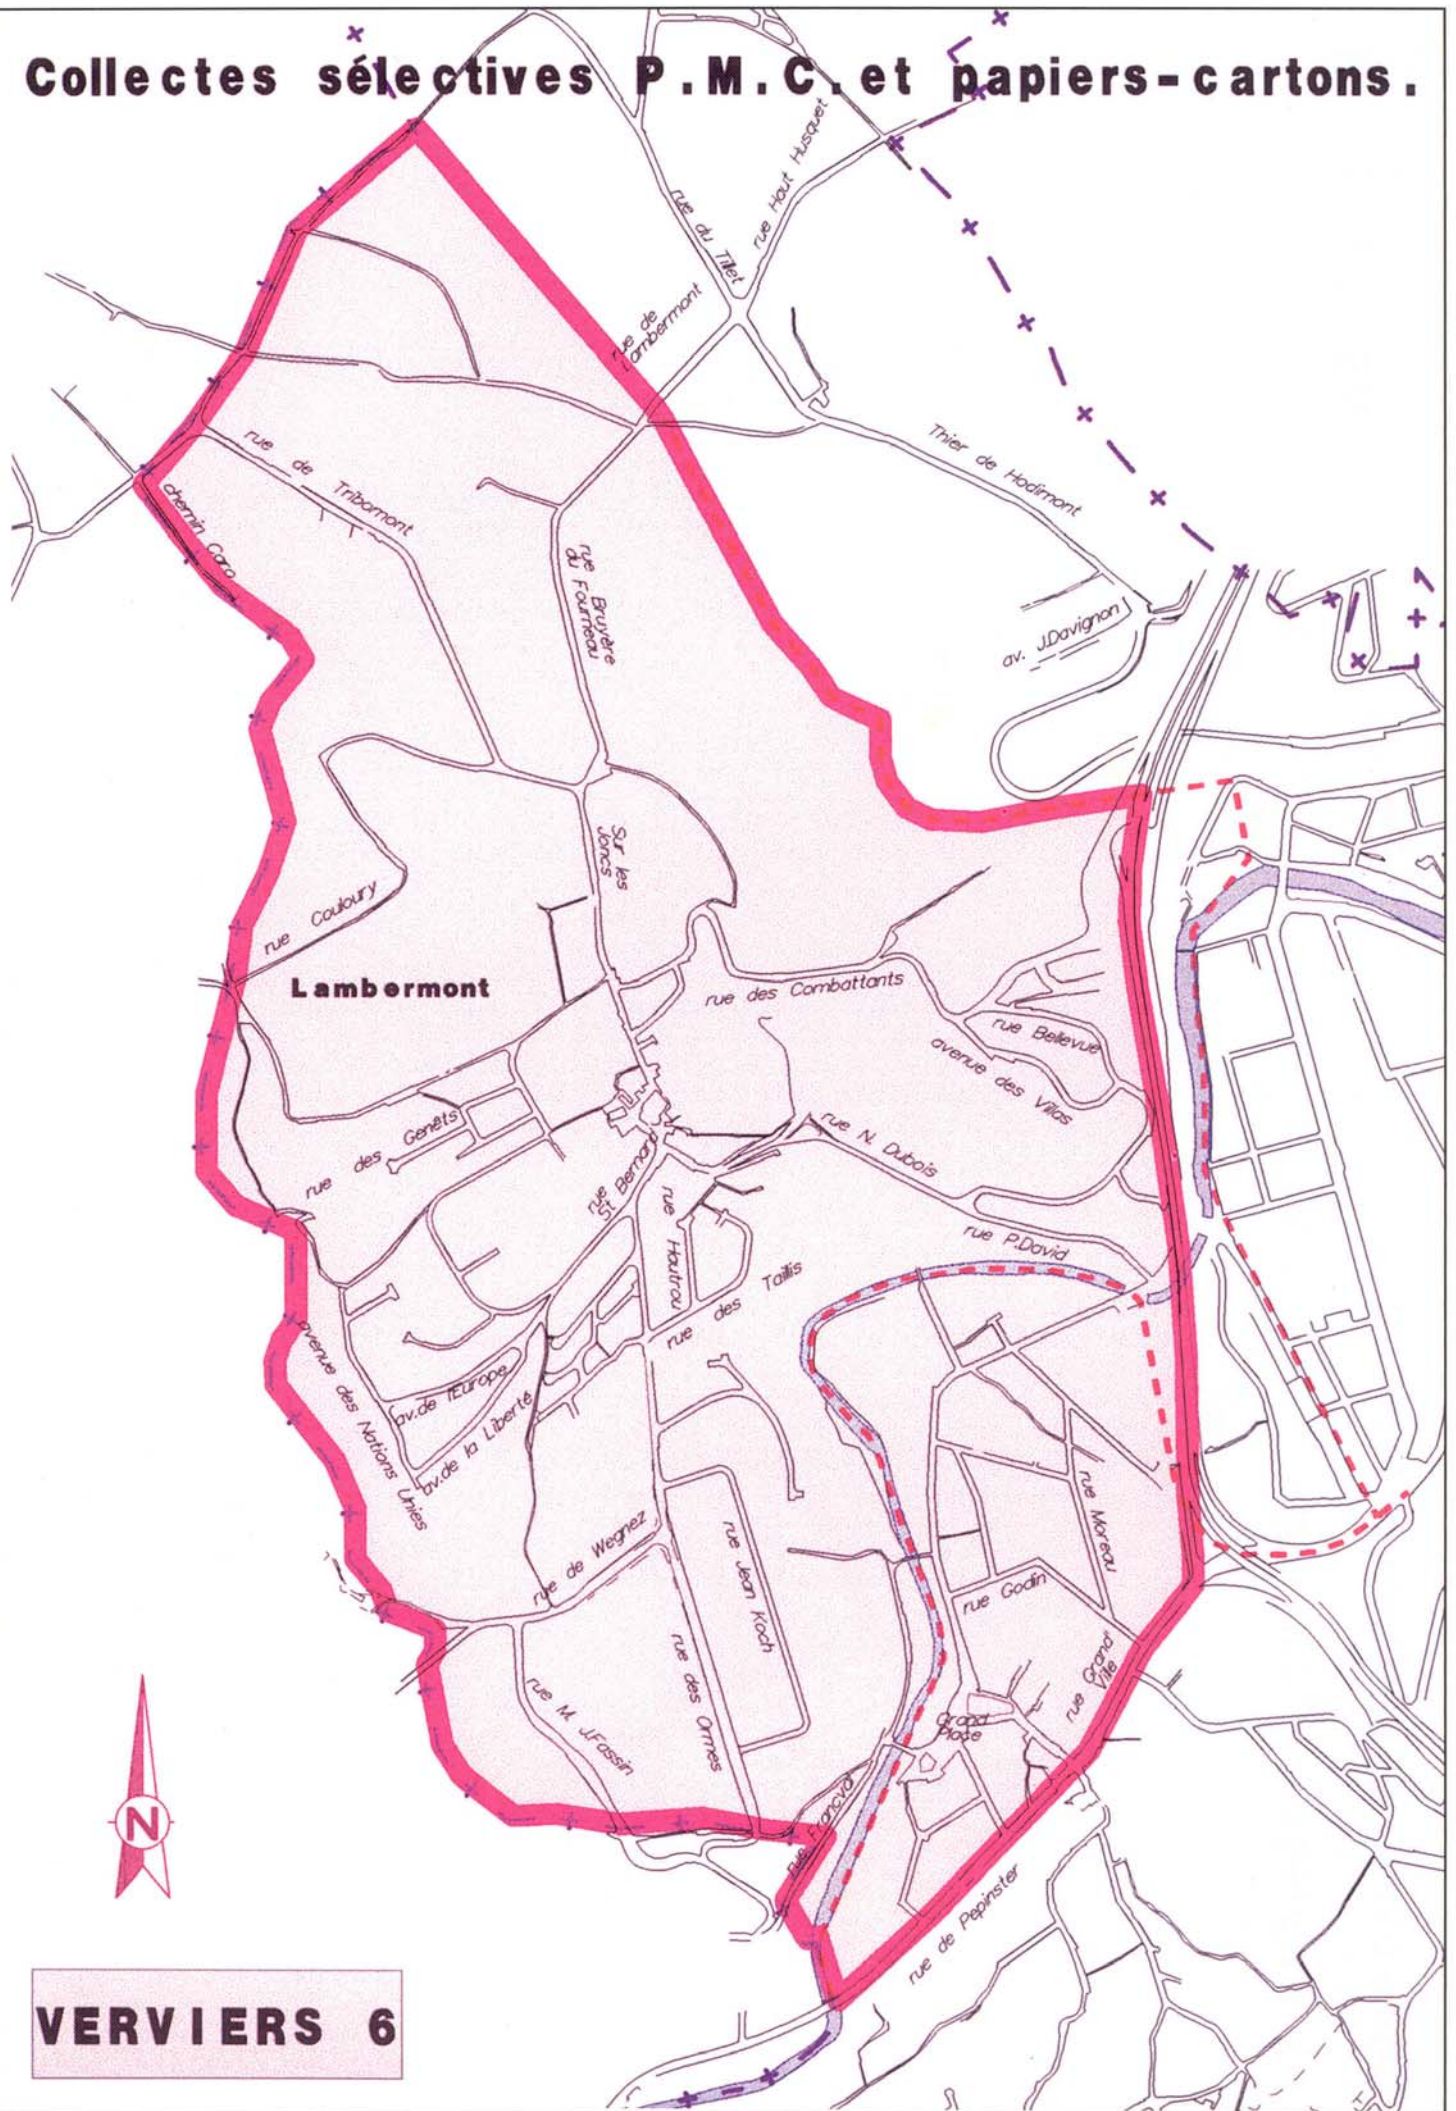 Collectes sélectives P.M.C. et papiers-cartons.
rue Haut Husquet
rue du Tillet
rue de
Lambermont
Thier de Hodimont
rue de Tribomont
chemin Caro
rue Bruyère
du Fourneau
av. J.Davignon
Sur les
Joncs
rue Couloury
Lambermont
rue des Combattants
rue Bellevue
avenue des Villas
rue des Genêts
rue N. Dubois
rue
St Bernard
rue Hautrou
rue P.David
rue des Taillis
avenue des Nations Unies
av.de l'Europe
av.de la Liberté
rue Moreau
rue de Wegnez
rue Jean Koch
rue Godin
rue des Ormes
rue Grand'
Ville
rue M. J.Fassin
Grand
Place
N
rue Francval
rue de Pepinster
VERVIERS 6